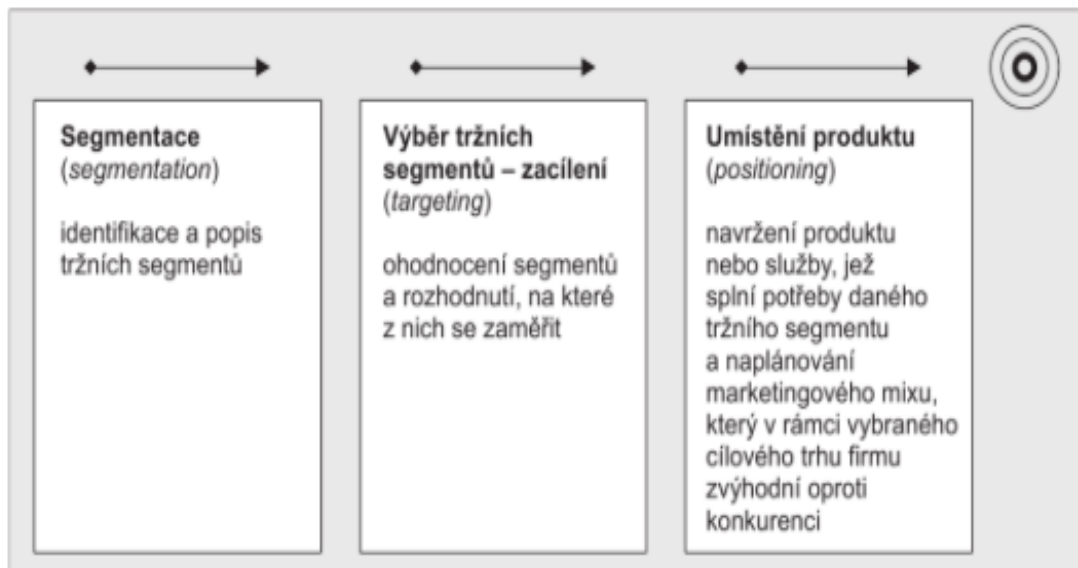 Segmentace
(segmentation)
identifikace a popis
tržních segmentů
Výběr tržních
segmentů – zacílení
(targeting)
ohodnocení segmentů
a rozhodnutí, na které
z nich se zaměřit
Umístění produktu
(positioning)
navržení produktu
nebo služby, jež
splní potřeby daného
tržního segmentu
a naplánování
marketingového mixu,
který v rámci vybraného
cílového trhu firmu
zvýhodní oproti
konkurenci